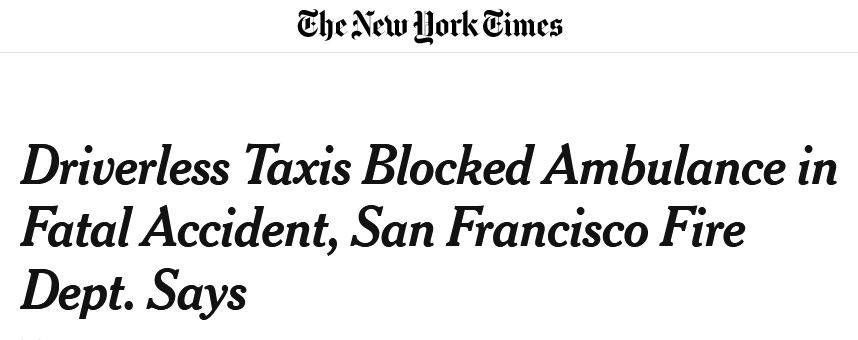 The New York Times
Driverless Taxis Blocked Ambulance in
Fatal Accident, San Francisco Fire
Dept. Says